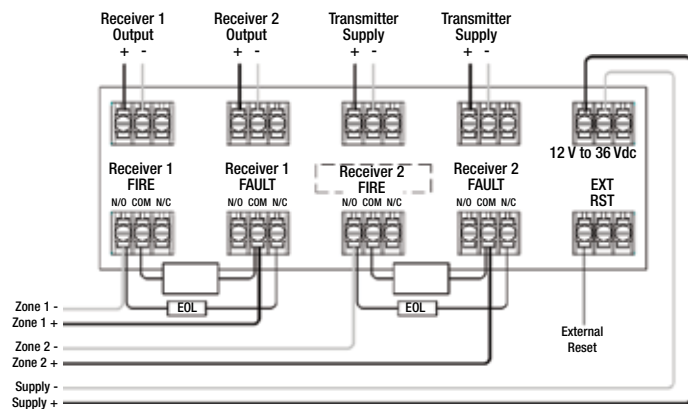 Receiver 1 Output
Receiver 2 Output
Transmitter Supply
Transmitter Supply
+ - + - + - + -
12 V to 36 Vdc
Receiver 1 FIRE
Receiver 1 FAULT
Receiver 2 FIRE
Receiver 2 FAULT
EXT RST
N/O COM N/C
N/O COM N/C
N/O COM N/C
N/O COM N/C
EOL
EOL
Zone 1 -
Zone 1 +
Zone 2 -
Zone 2 +
Supply -
Supply +
External Reset